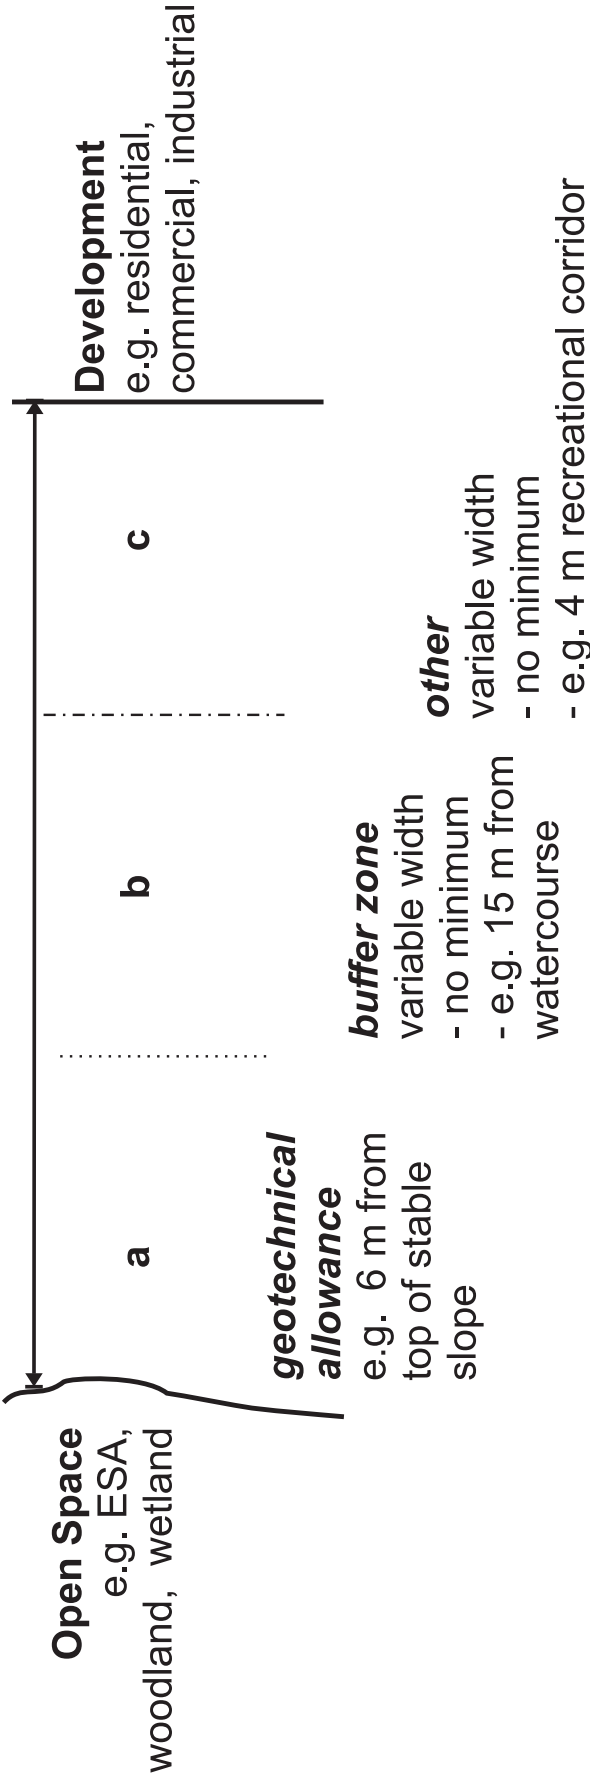 Open Space
e.g. ESA,
woodland, wetland
a
b
c
Development
e.g. residential,
commercial, industrial
geotechnical
allowance
e.g. 6 m from
top of stable
slope
buffer zone
variable width
- no minimum
- e.g. 15 m from
watercourse
other
variable width
- no minimum
- e.g. 4 m recreational corridor